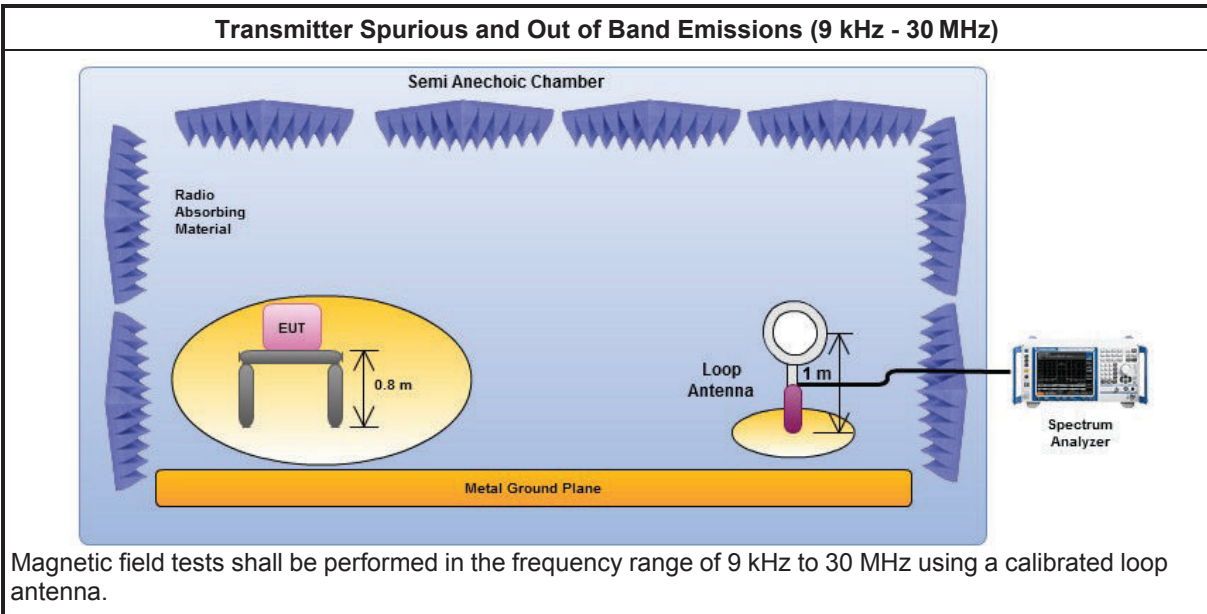 Transmitter Spurious and Out of Band Emissions (9 kHz - 30 MHz)
Semi Anechoic Chamber
Radio
Absorbing
Material
EUT
0.8 m
Loop
Antenna
1 m
Spectrum
Analyzer
Metal Ground Plane
Magnetic field tests shall be performed in the frequency range of 9 kHz to 30 MHz using a calibrated loop
antenna.